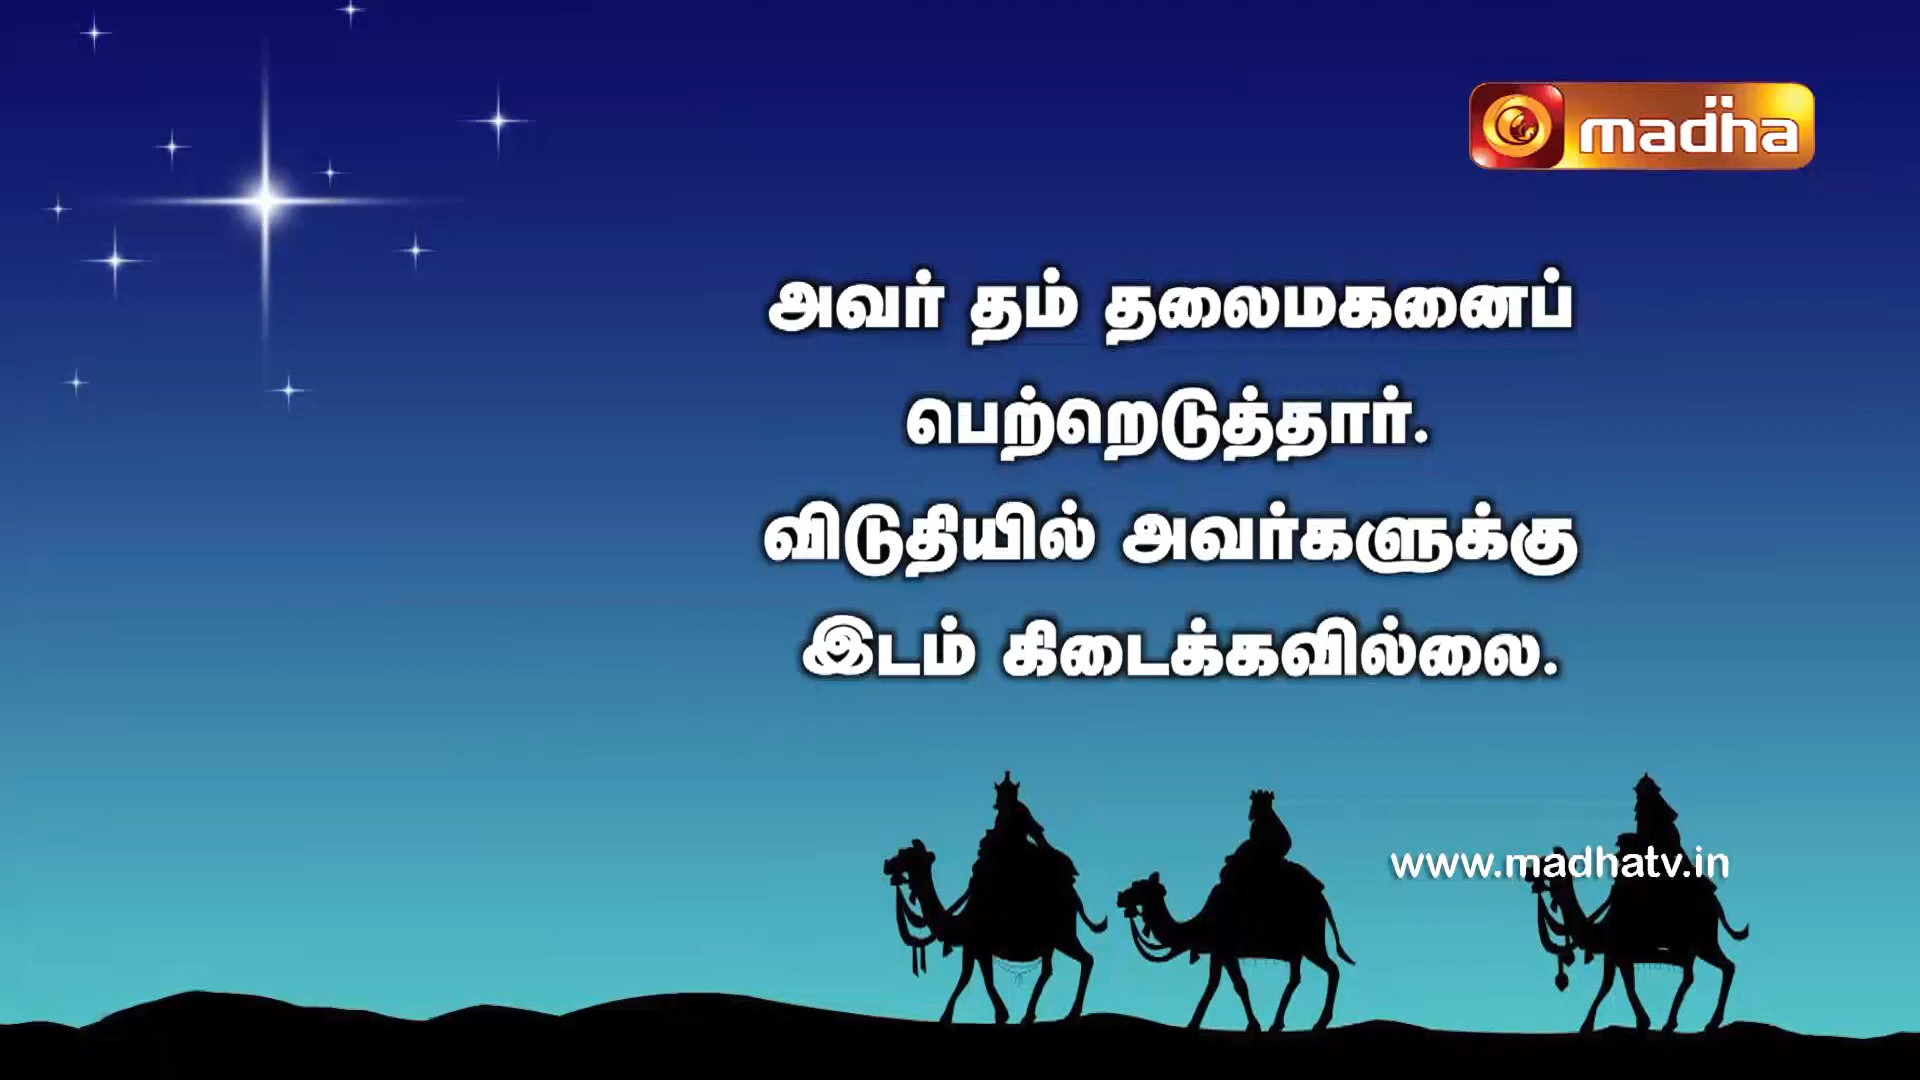 madha
அவர் தம் தலைமகனைப்
பெற்றெடுத்தார்.
விடுதியில் அவர்களுக்கு
இடம் கிடைக்கவில்லை.
www.madhatv.in